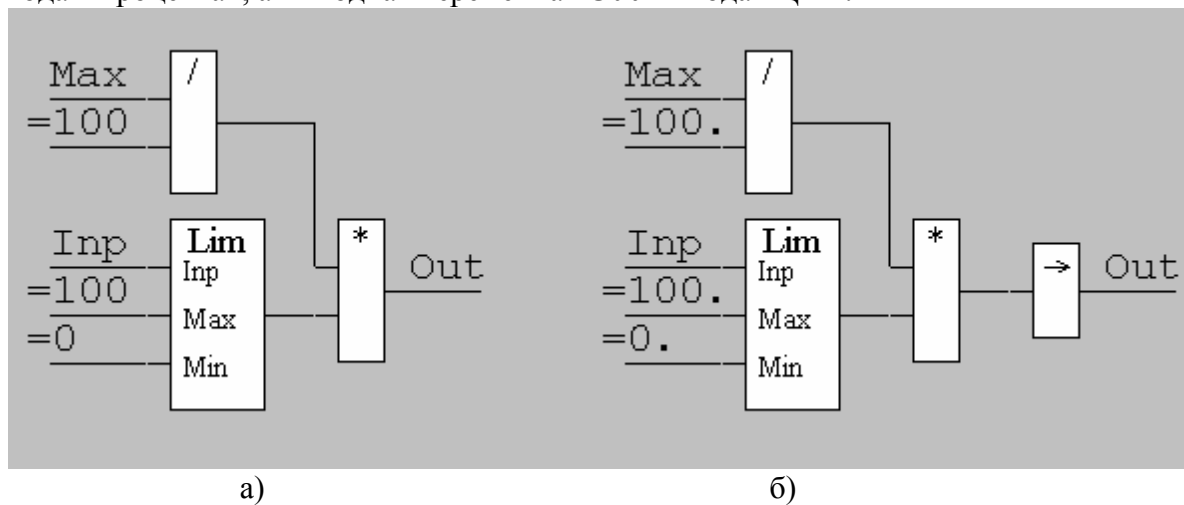 Max / Max /
=100 =100.
Inp Lim * Inp Lim *
Inp Out Inp → Out
=100 =100.
Max Max
=0 =0.
Min Min
а) б)